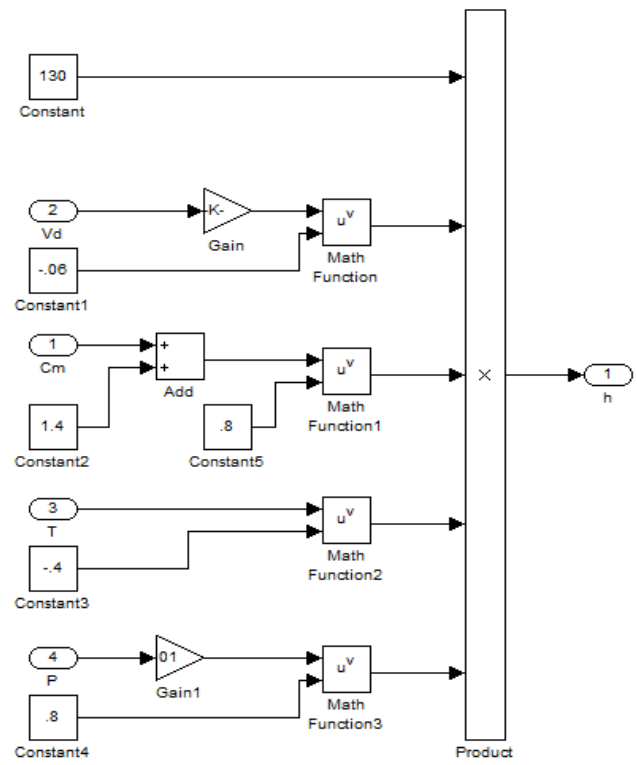 130
Constant
2
Vd
K-
Gain
u^v
Math
Function
-.06
Constant1
1
Cm
+
+
Add
u^v
Math
Function1
1.4
Constant2
.8
Constant5
×
1
h
3
T
u^v
Math
Function2
-.4
Constant3
4
P
01
Gain1
u^v
Math
Function3
.8
Constant4
Product